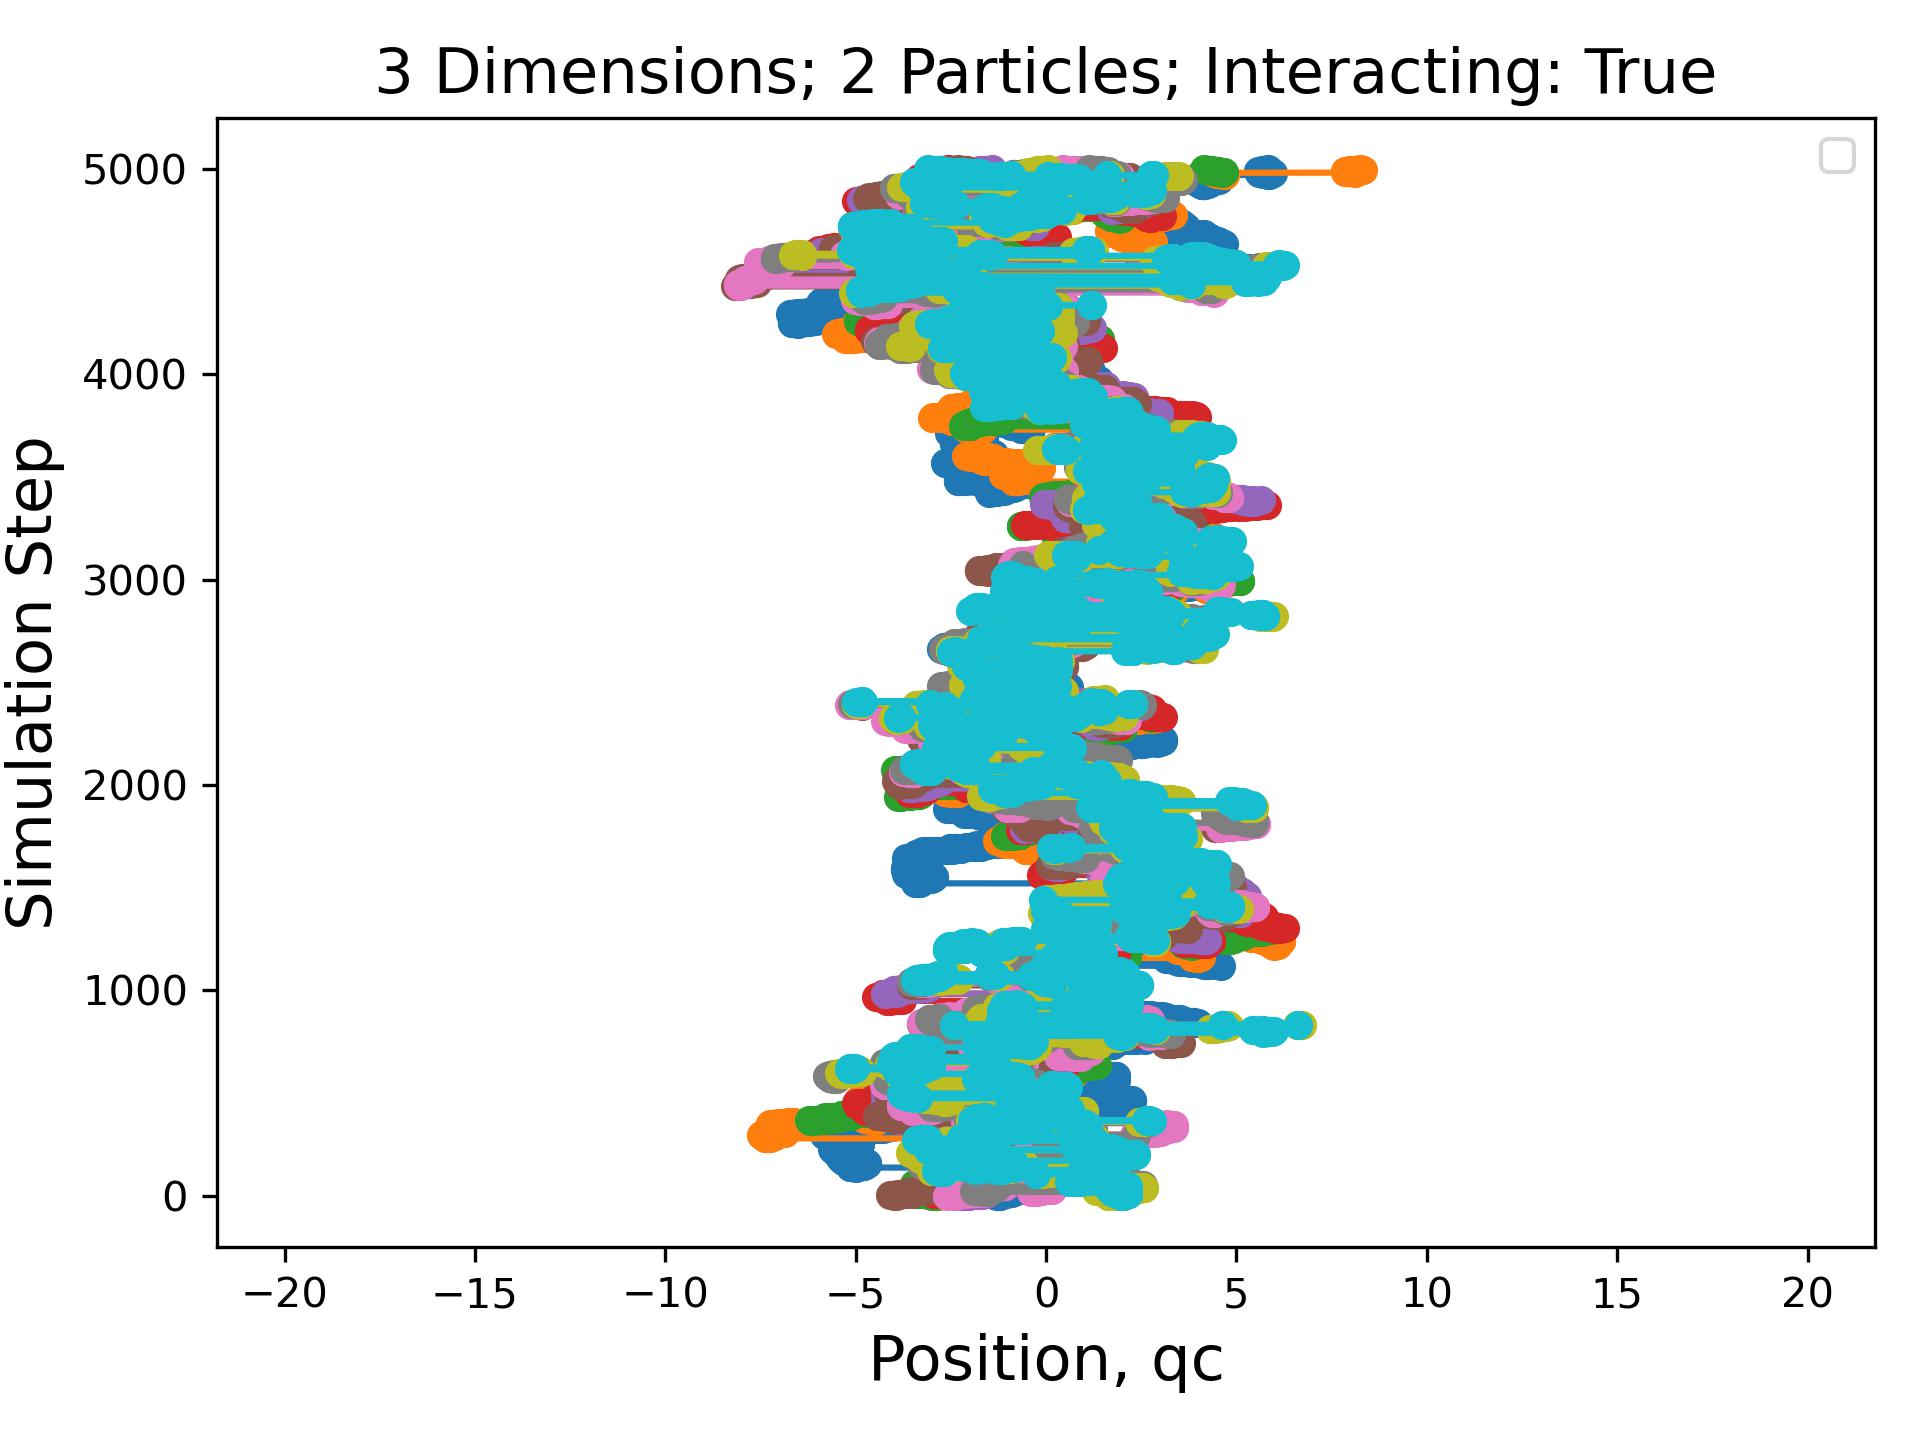 3 Dimensions; 2 Particles; Interacting: True
Simulation Step
5000
4000
3000
2000
1000
0
−20 −15 −10 −5 0 5 10 15 20
Position, qc